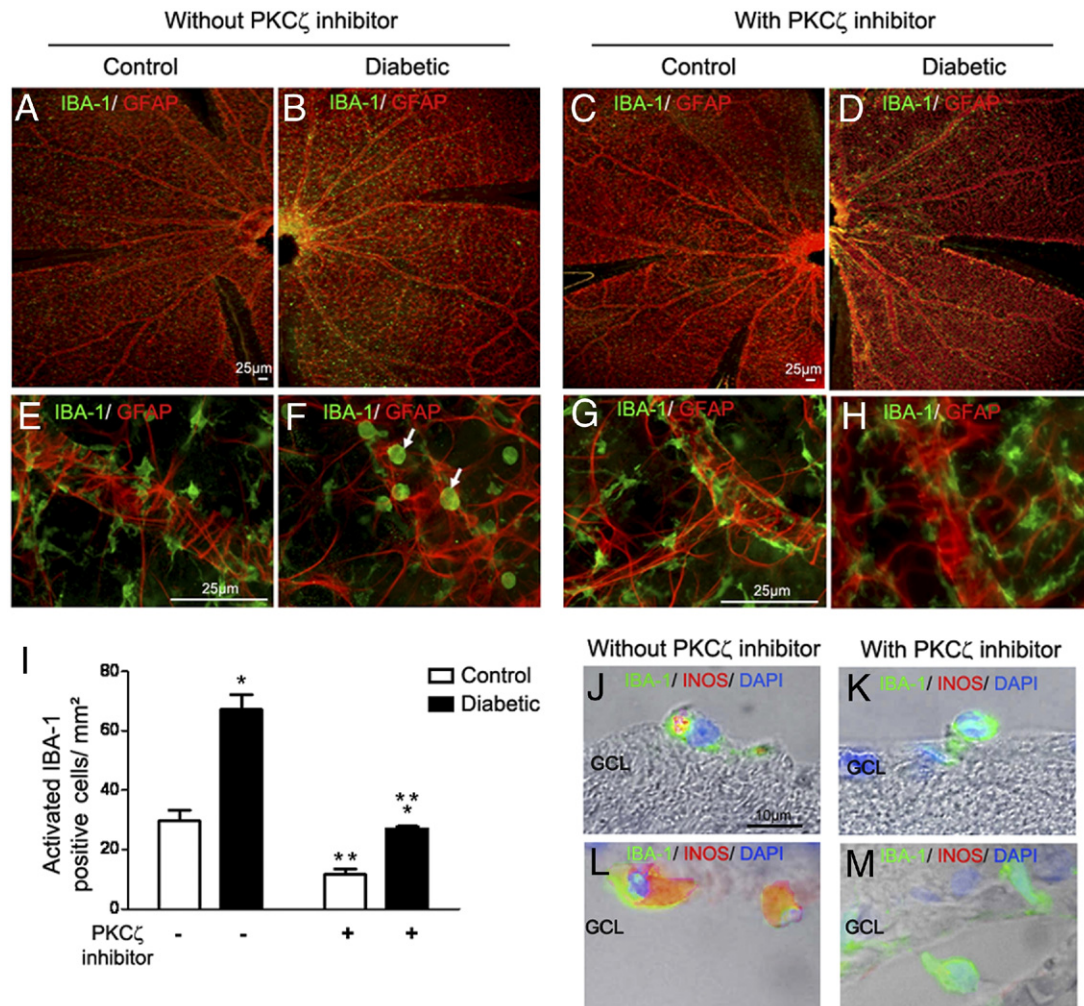 Without PKCζ inhibitor
With PKCζ inhibitor
Control
Diabetic
Control
Diabetic
A
IBA-1/ GFAP
B
IBA-1/ GFAP
C
IBA-1/ GFAP
D
IBA-1/ GFAP
25µm
25µm
E
IBA-1/ GFAP
F
IBA-1/ GFAP
G
IBA-1/ GFAP
H
IBA-1/ GFAP
25µm
25µm
I
Activated IBA-1
positive cells/ mm²
80
60
40
20
0
*
**
**
*
Control
Diabetic
PKCζ
inhibitor
- - + +
Without PKCζ inhibitor
With PKCζ inhibitor
J
IBA-1/ INOS/ DAPI
GCL
10µm
K
IBA-1/ INOS/ DAPI
GCL
L
IBA-1/ INOS/ DAPI
GCL
M
IBA-1/ INOS/ DAPI
GCL